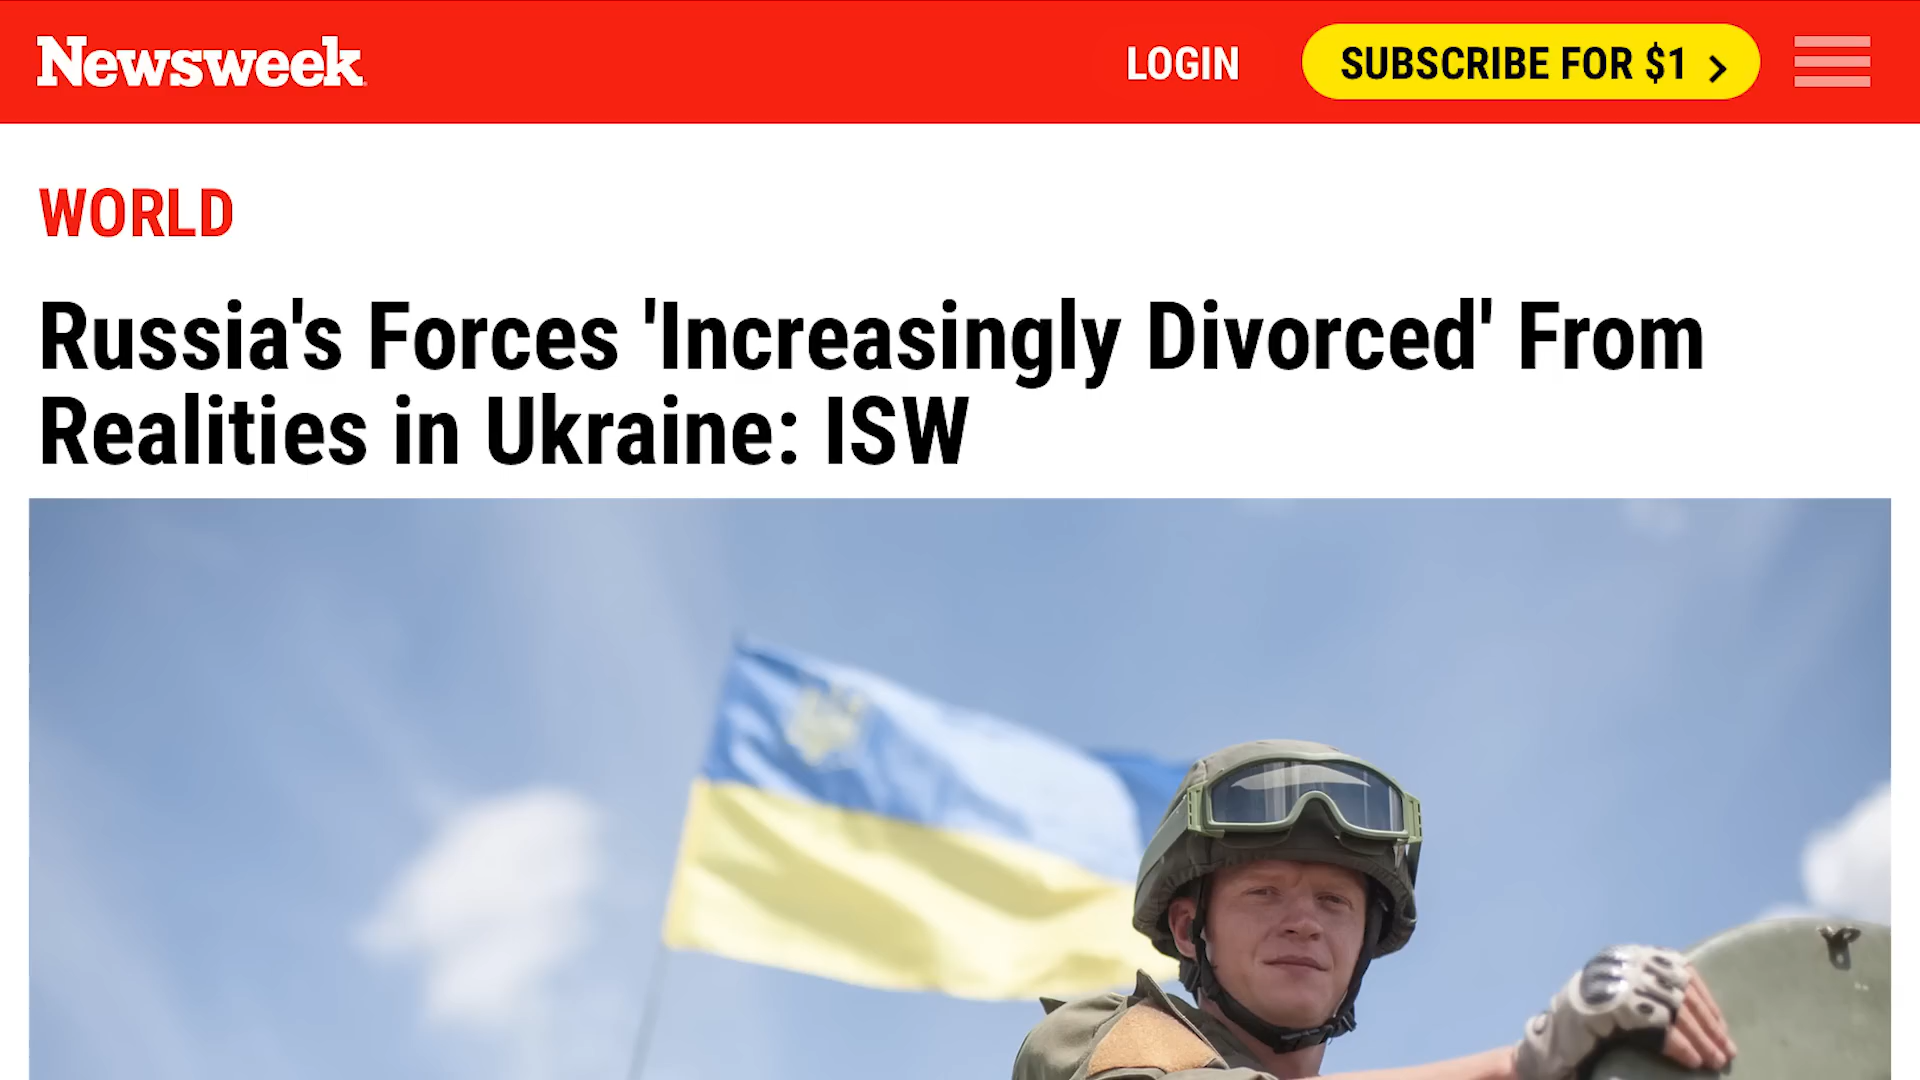 Newsweek
LOGIN
SUBSCRIBE FOR $1
WORLD
Russia's Forces 'Increasingly Divorced' From
Realities in Ukraine: ISW